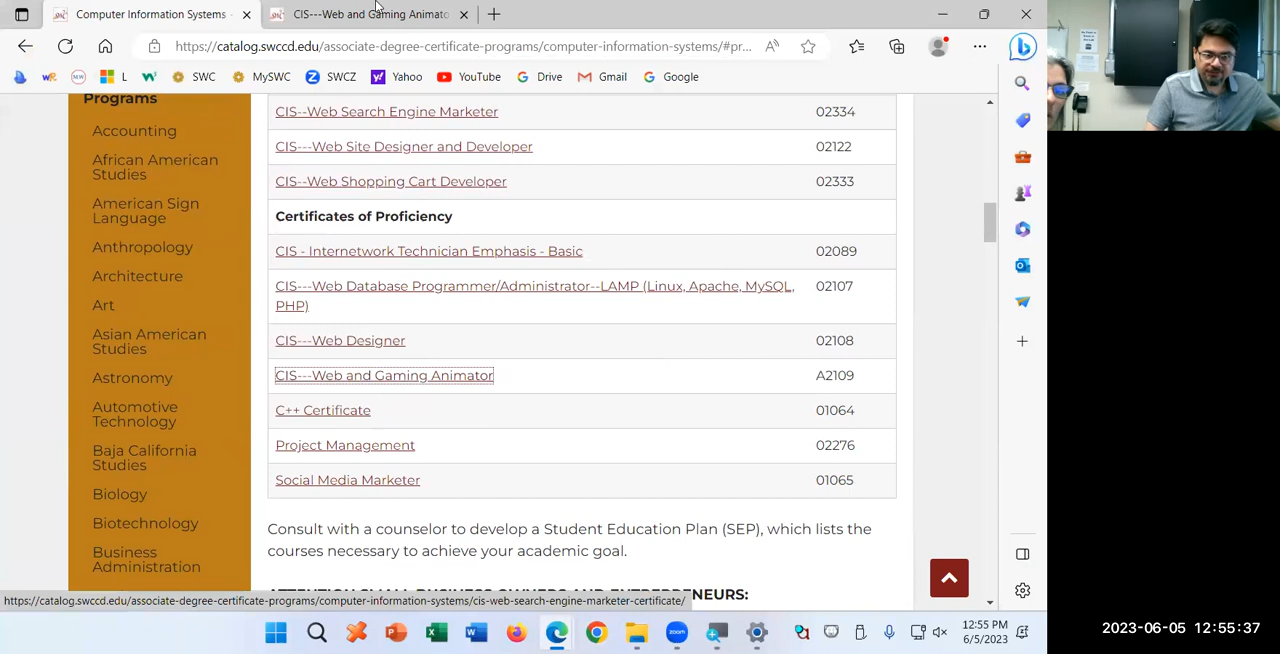 Computer Information Systems
CIS---Web and Gaming Animato
https://catalog.swccd.edu/associate-degree-certificate-programs/computer-information-systems/#pr...
L
SWC
MySWC
SWCZ
Yahoo
YouTube
Drive
Gmail
Google
Programs
Accounting
African American
Studies
American Sign
Language
Anthropology
Architecture
Art
Asian American
Studies
Astronomy
Automotive
Technology
Baja California
Studies
Biology
Biotechnology
Business
Administration
CIS--Web Search Engine Marketer 02334
CIS--Web Site Designer and Developer 02122
CIS--Web Shopping Cart Developer 02333
Certificates of Proficiency
CIS - Internetwork Technician Emphasis - Basic 02089
CIS---Web Database Programmer/Administrator--LAMP (Linux, Apache, MySQL, 02107
PHP)
CIS---Web Designer 02108
CIS---Web and Gaming Animator A2109
C++ Certificate 01064
Project Management 02276
Social Media Marketer 01065
Consult with a counselor to develop a Student Education Plan (SEP), which lists the
courses necessary to achieve your academic goal.
https://catalog.swccd.edu/associate-degree-certificate-programs/computer-information-systems/cis-web-search-engine-marketer-certificate/
zoom
12:55 PM
6/5/2023
2023-06-05 12:55:37